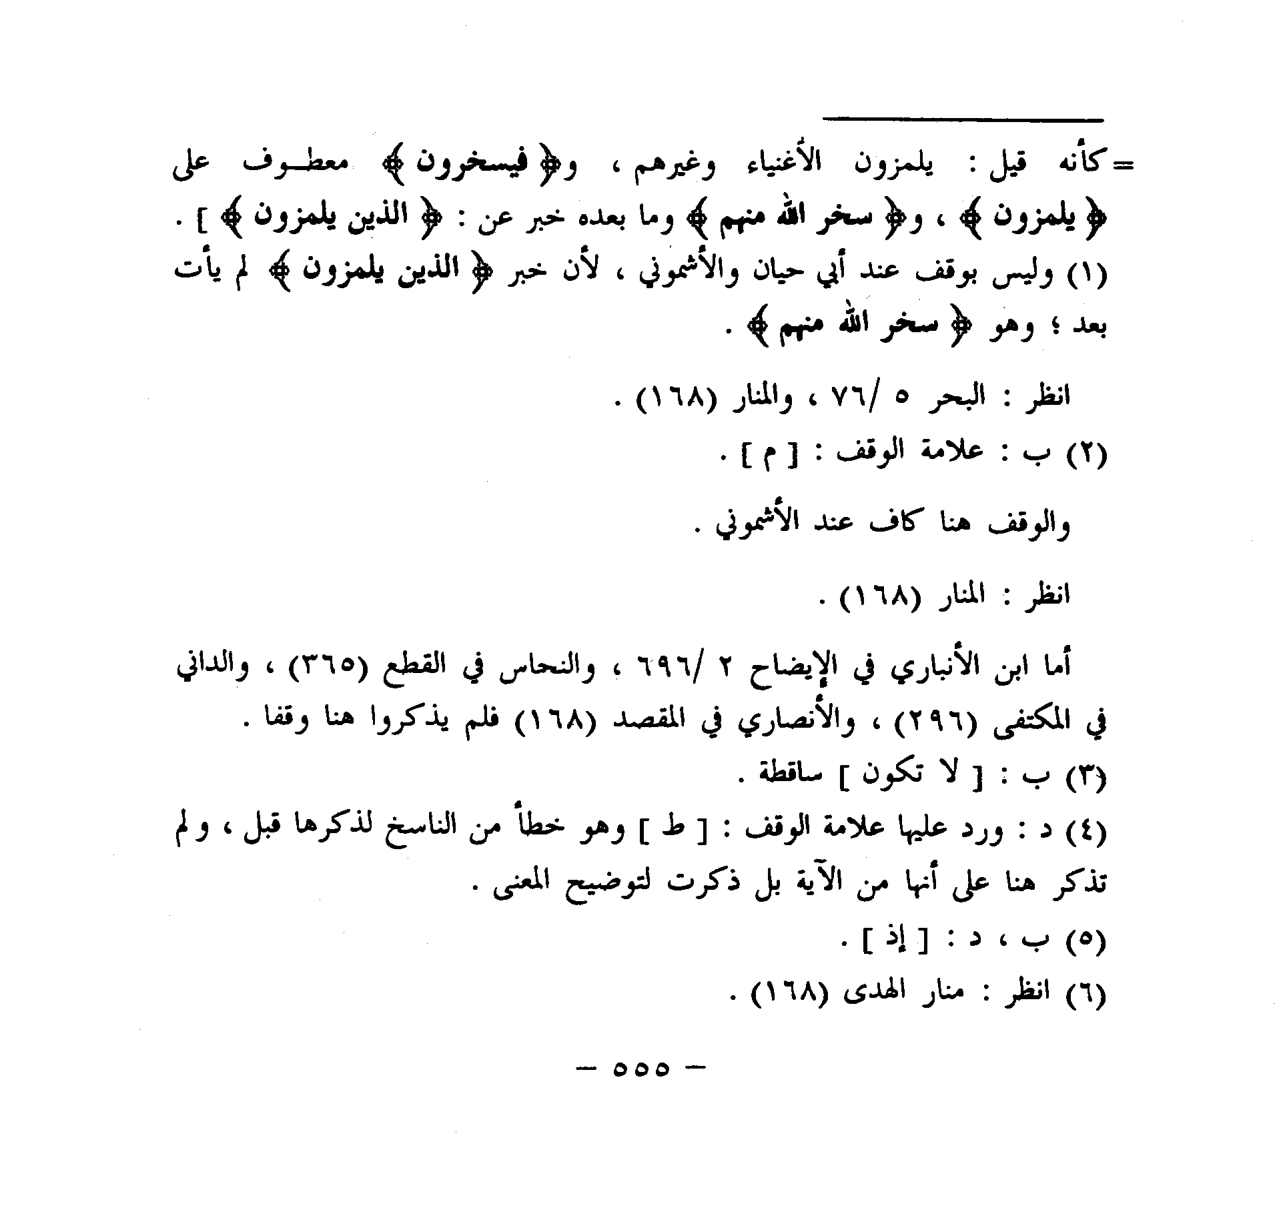 = كأنه قيل : يلمزون الأغنياء وغيرهم ، و﴿ فيسخرون ﴾ معطوف على
﴿ يلمزون ﴾ ، و﴿ سخر الله منهم ﴾ وما بعده خبر عن : ﴿ الذين يلمزون ﴾ ] .
(١) وليس بوقف عند أبي حيان والأشموني ، لأن خبر ﴿ الذين يلمزون ﴾ لم يأت
بعد ؛ وهو ﴿ سخر الله منهم ﴾ .
انظر : البحر ٥ /٧٦ ، والمنار (١٦٨) .
(٢) ب : علامة الوقف : [ م ] .
والوقف هنا كاف عند الأشموني .
انظر : المنار (١٦٨) .
أما ابن الأنباري في الإيضاح ٢ /٦٩٦ ، والنحاس في القطع (٣٦٥) ، والداني
في المكتفى (٢٩٦) ، والأنصاري في المقصد (١٦٨) فلم يذكروا هنا وقفا .
(٣) ب : [ لا تكون ] ساقطة .
(٤) د : ورد عليها علامة الوقف : [ ط ] وهو خطأ من الناسخ لذكرها قبل ، ولم
تذكر هنا على أنها من الآية بل ذكرت لتوضيح المعنى .
(٥) ب ، د : [ إذ ] .
(٦) انظر : منار الهدى (١٦٨) .
– ٥٥٥ –